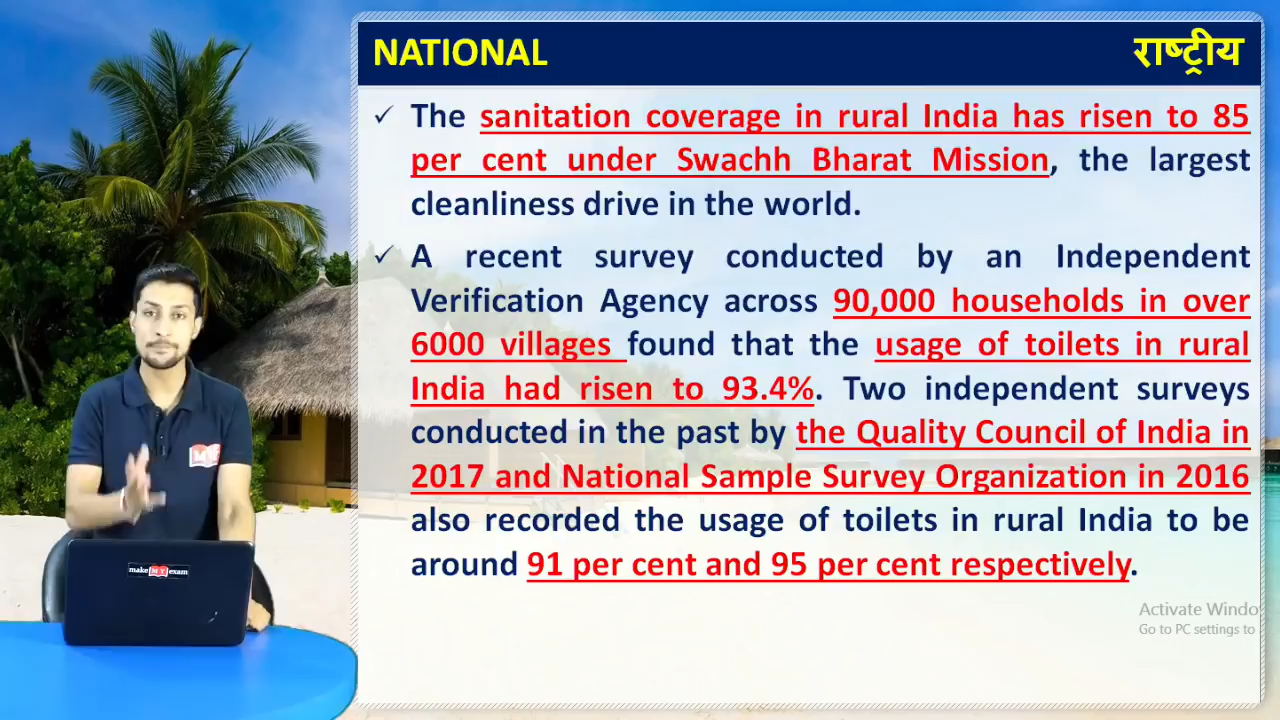 NATIONAL राष्ट्रीय
✓ The sanitation coverage in rural India has risen to 85
per cent under Swachh Bharat Mission, the largest
cleanliness drive in the world.
✓ A recent survey conducted by an Independent
Verification Agency across 90,000 households in over
6000 villages found that the usage of toilets in rural
India had risen to 93.4%. Two independent surveys
conducted in the past by the Quality Council of India in
2017 and National Sample Survey Organization in 2016
also recorded the usage of toilets in rural India to be
around 91 per cent and 95 per cent respectively.
make MY exam
Activate Windo
Go to PC settings to